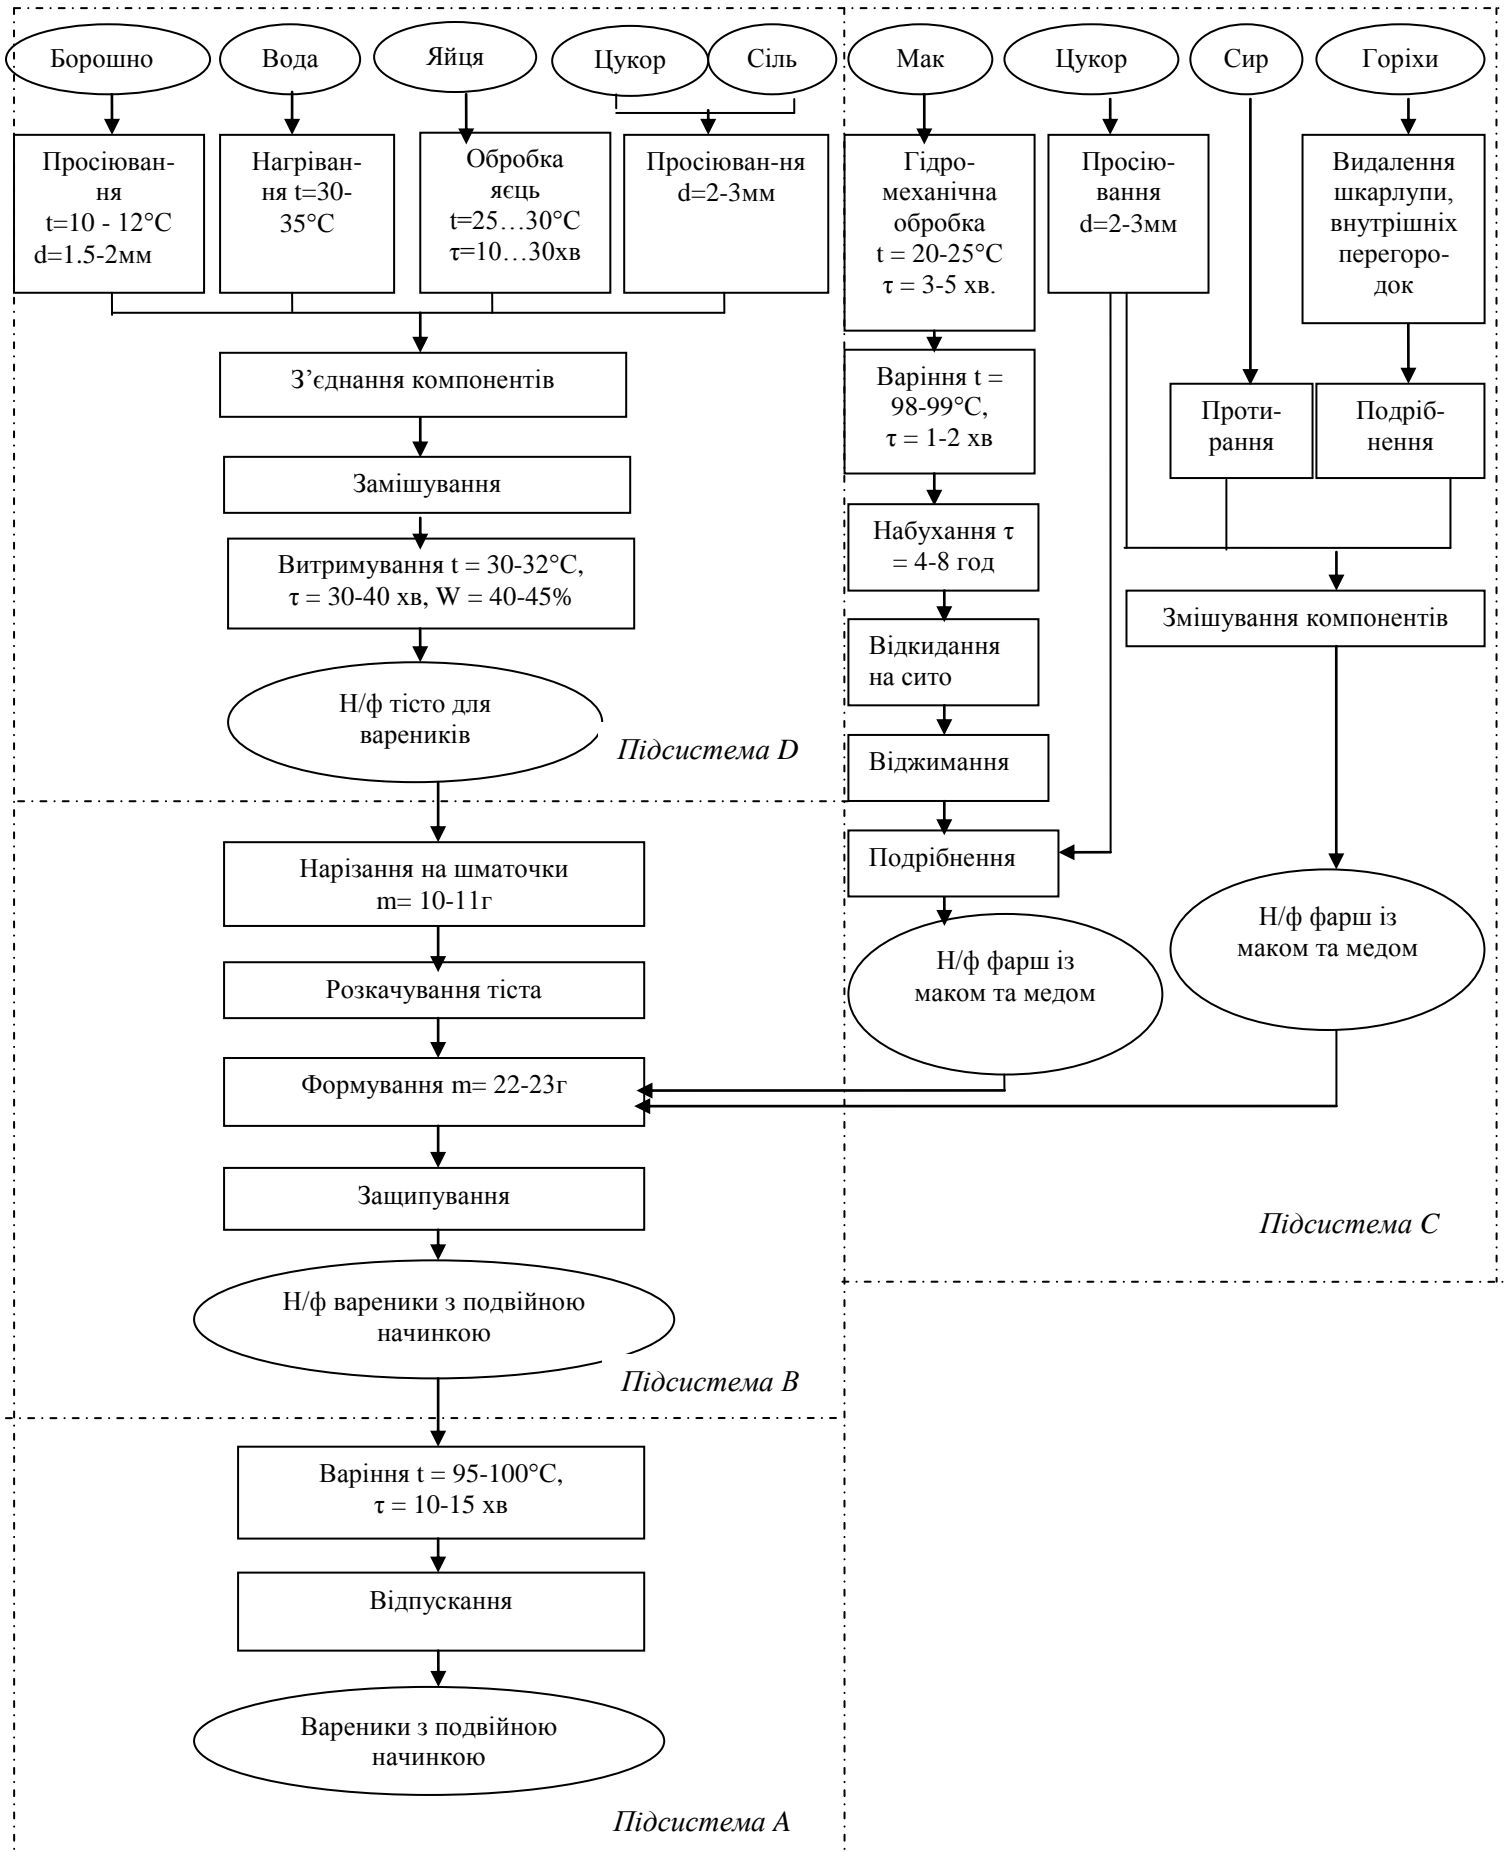 Борошно
Вода
Яйця
Цукор
Сіль
Мак
Цукор
Сир
Горіхи
Просіюван-
ня
t=10 - 12°C
d=1.5-2мм
Нагріван-
ня t=30-
35°C
Обробка
яєць
t=25…30°C
τ=10…30хв
Просіюван-ня
d=2-3мм
Гідро-
механічна
обробка
t = 20-25°C
τ = 3-5 хв.
Просію-
вання
d=2-3мм
Видалення
шкарлупи,
внутрішніх
перегоро-
док
З’єднання компонентів
Варіння t =
98-99°C,
τ = 1-2 хв
Проти-
рання
Подріб-
нення
Замішування
Набухання τ
= 4-8 год
Витримування t = 30-32°C,
τ = 30-40 хв, W = 40-45%
Змішування компонентів
Відкидання
на сито
Н/ф тісто для
вареників
Підсистема D
Віджимання
Нарізання на шматочки
m= 10-11г
Подрібнення
Н/ф фарш із
маком та медом
Н/ф фарш із
маком та медом
Розкачування тіста
Формування m= 22-23г
Защипування
Підсистема C
Н/ф вареники з подвійною
начинкою
Підсистема B
Варіння t = 95-100°C,
τ = 10-15 хв
Відпускання
Вареники з подвійною
начинкою
Підсистема A